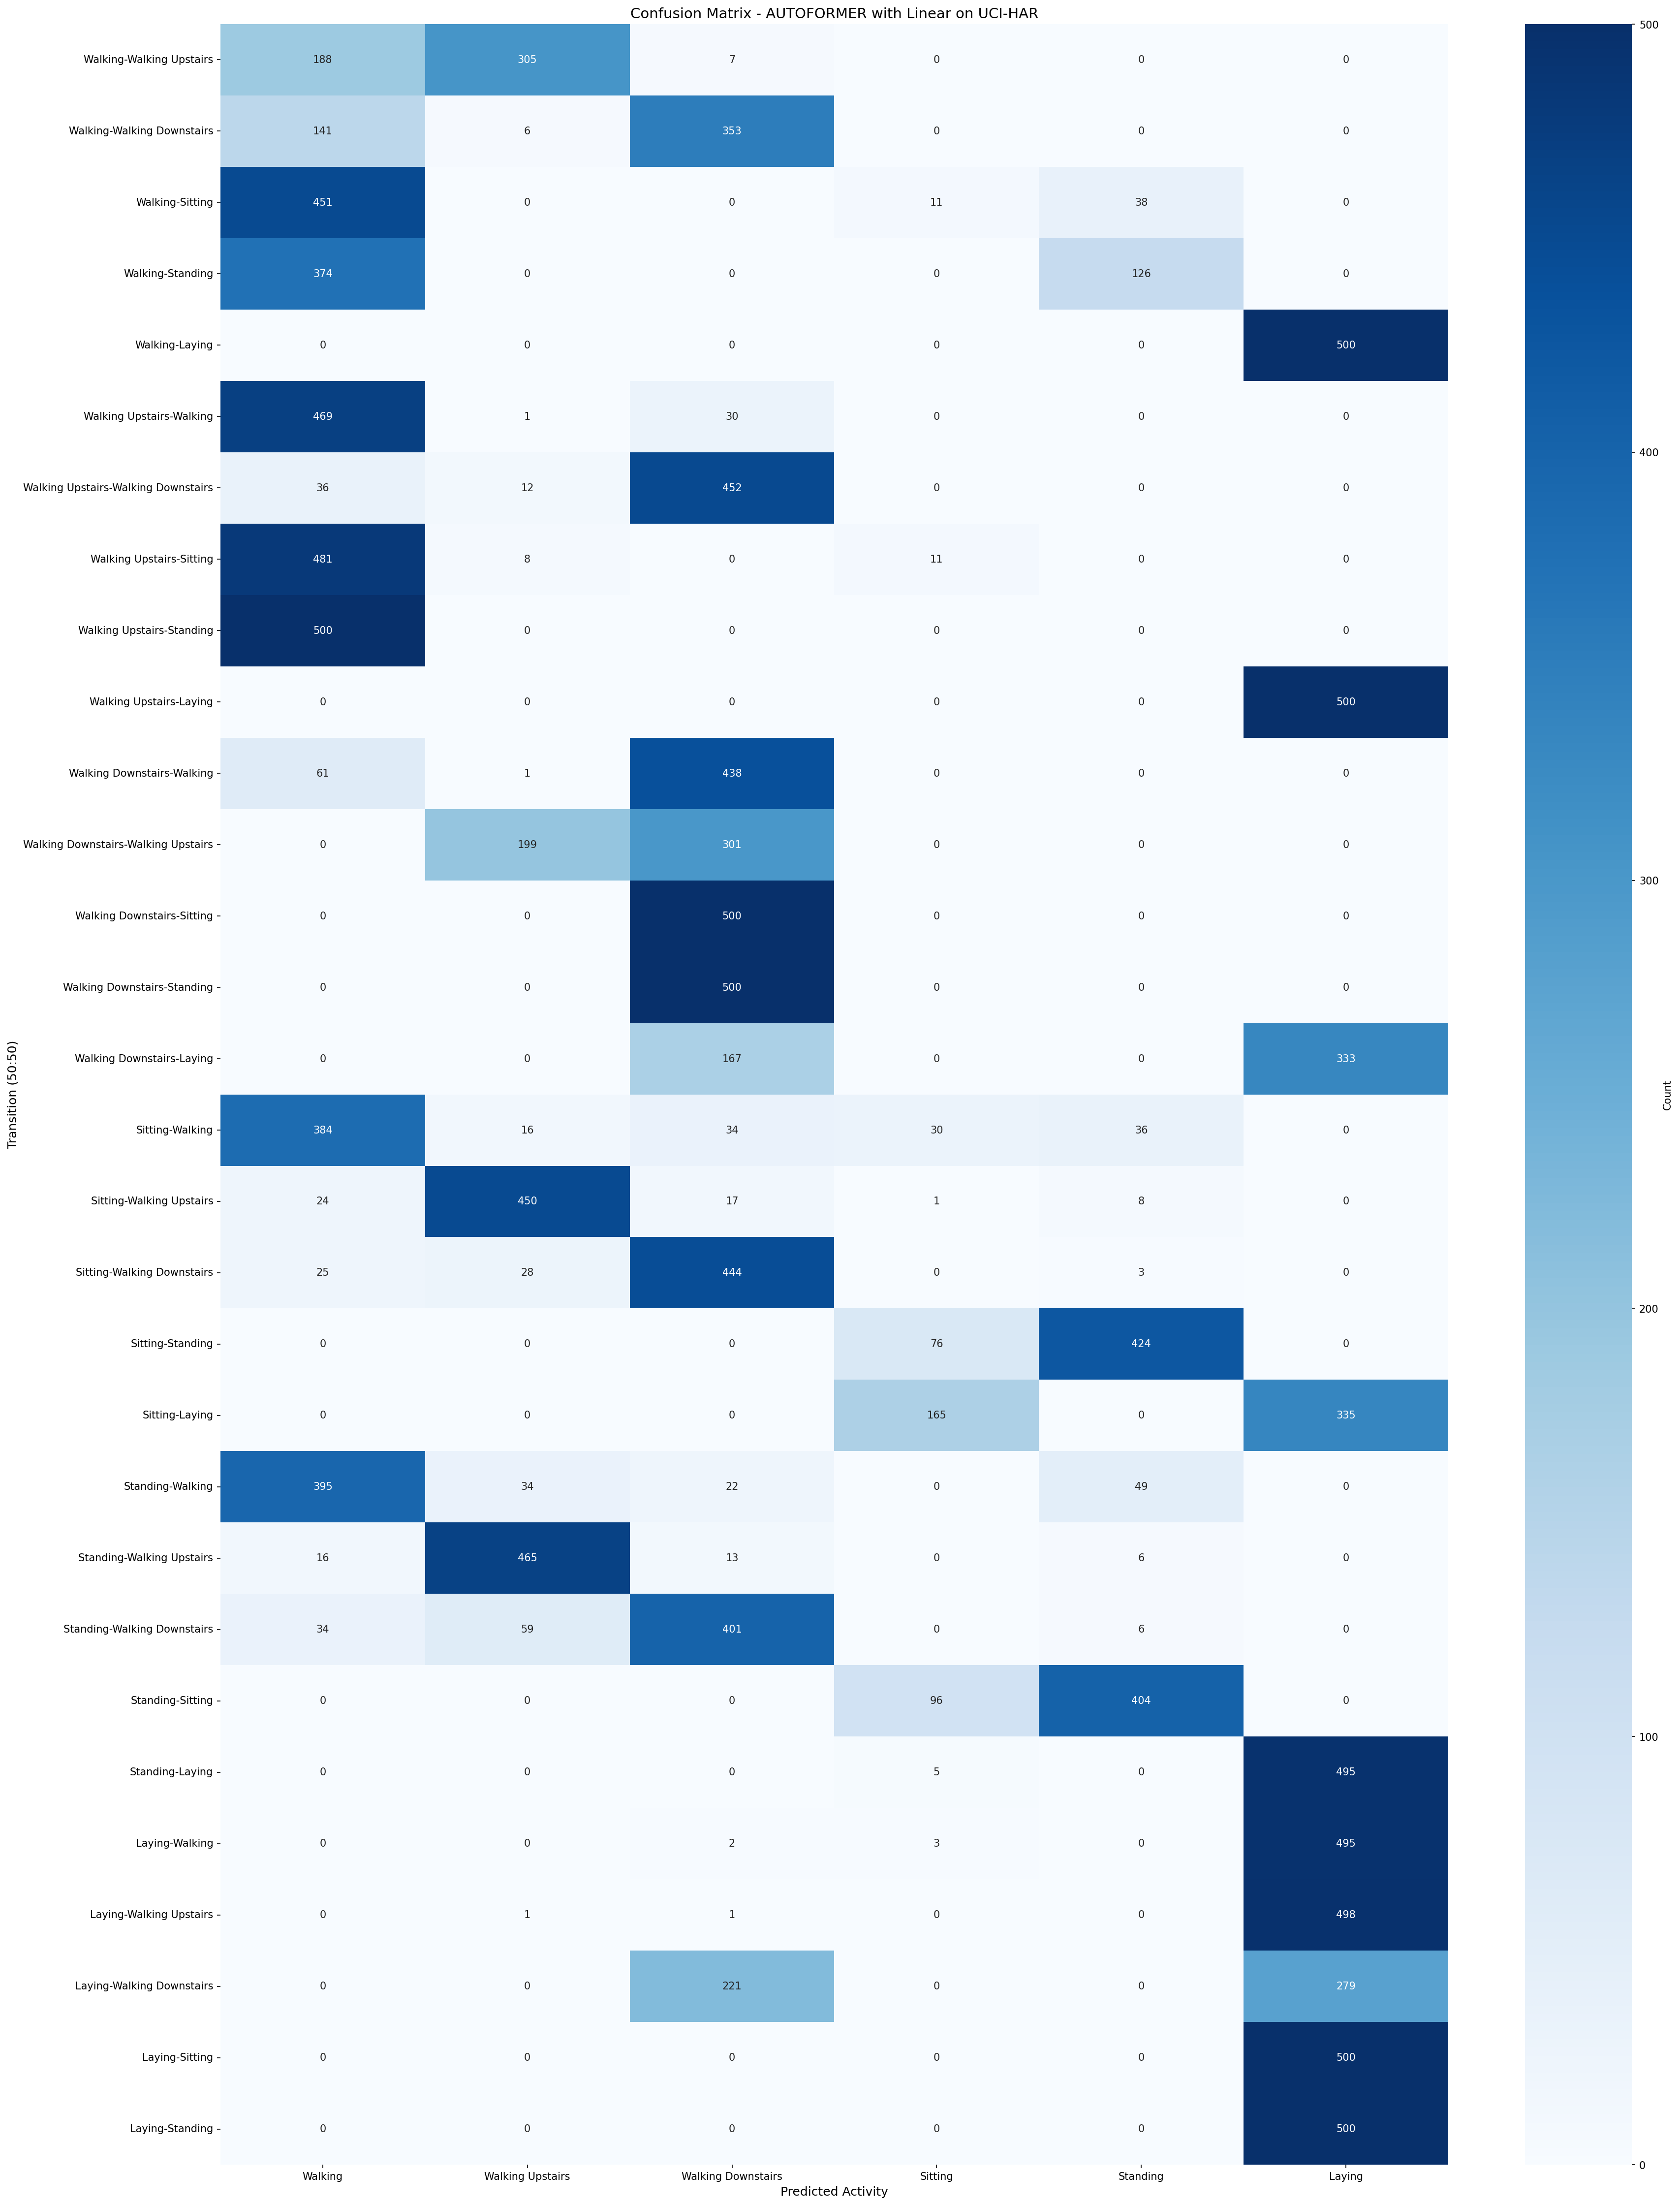 Confusion Matrix - AUTOFORMER with Linear on UCI-HAR
Walking-Walking Upstairs 188 305 7 0 0 0
Walking-Walking Downstairs 141 6 353 0 0 0
Walking-Sitting 451 0 0 11 38 0
Walking-Standing 374 0 0 0 126 0
Walking-Laying 0 0 0 0 0 500
Walking Upstairs-Walking 469 1 30 0 0 0
Walking Upstairs-Walking Downstairs 36 12 452 0 0 0
Walking Upstairs-Sitting 481 8 0 11 0 0
Walking Upstairs-Standing 500 0 0 0 0 0
Walking Upstairs-Laying 0 0 0 0 0 500
Walking Downstairs-Walking 61 1 438 0 0 0
Walking Downstairs-Walking Upstairs 0 199 301 0 0 0
Walking Downstairs-Sitting 0 0 500 0 0 0
Walking Downstairs-Standing 0 0 500 0 0 0
Walking Downstairs-Laying 0 0 167 0 0 333
Sitting-Walking 384 16 34 30 36 0
Sitting-Walking Upstairs 24 450 17 1 8 0
Sitting-Walking Downstairs 25 28 444 0 3 0
Sitting-Standing 0 0 0 76 424 0
Sitting-Laying 0 0 0 165 0 335
Standing-Walking 395 34 22 0 49 0
Standing-Walking Upstairs 16 465 13 0 6 0
Standing-Walking Downstairs 34 59 401 0 6 0
Standing-Sitting 0 0 0 96 404 0
Standing-Laying 0 0 0 5 0 495
Laying-Walking 0 0 2 3 0 495
Laying-Walking Upstairs 0 1 1 0 0 498
Laying-Walking Downstairs 0 0 221 0 0 279
Laying-Sitting 0 0 0 0 0 500
Laying-Standing 0 0 0 0 0 500
Walking Walking Upstairs Walking Downstairs Sitting Standing Laying
Predicted Activity
Transition (50:50)
500
400
300
200
100
0
Count